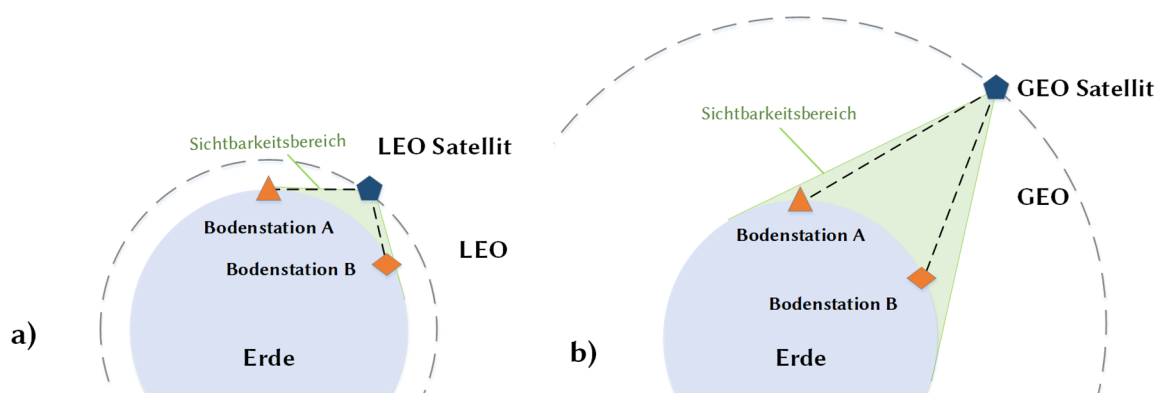 Sichtbarkeitsbereich
LEO Satellit
Bodenstation A
LEO
Bodenstation B
Erde
a)
GEO Satellit
Sichtbarkeitsbereich
GEO
Bodenstation A
Bodenstation B
Erde
b)